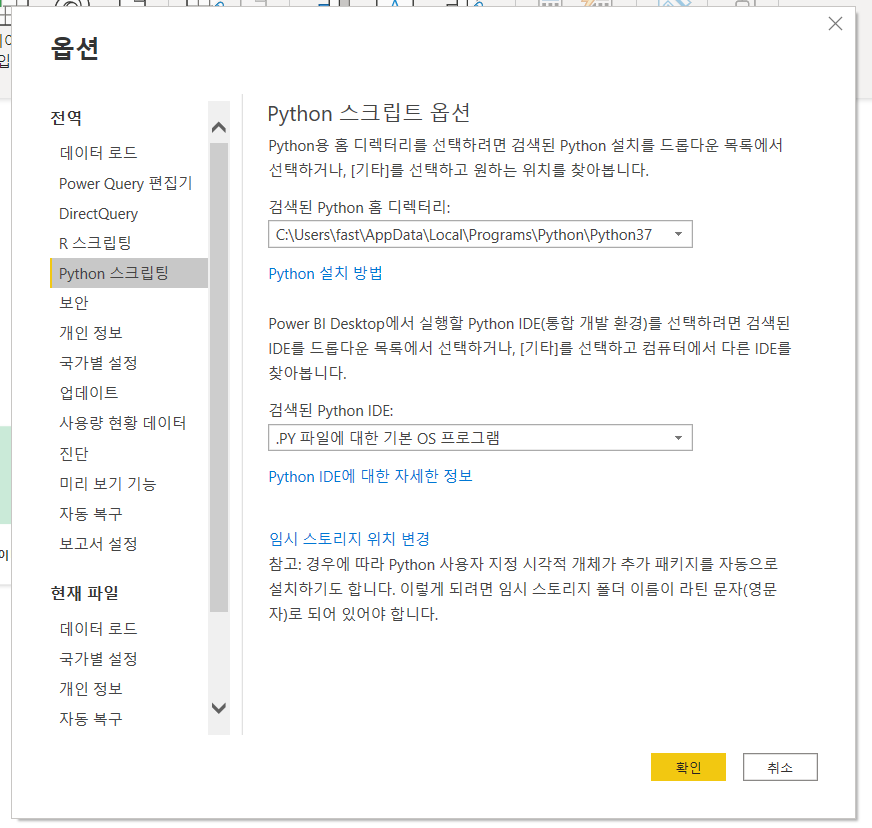 옵션
전역
데이터 로드
Power Query 편집기
DirectQuery
R 스크립팅
Python 스크립팅
보안
개인 정보
국가별 설정
업데이트
사용량 현황 데이터
진단
미리 보기 기능
자동 복구
보고서 설정
현재 파일
데이터 로드
국가별 설정
개인 정보
자동 복구
Python 스크립트 옵션
Python용 홈 디렉터리를 선택하려면 검색된 Python 설치를 드롭다운 목록에서
선택하거나, [기타]를 선택하고 원하는 위치를 찾아봅니다.
검색된 Python 홈 디렉터리:
C:\Users\fast\AppData\Local\Programs\Python\Python37
Python 설치 방법
Power BI Desktop에서 실행할 Python IDE(통합 개발 환경)를 선택하려면 검색된
IDE를 드롭다운 목록에서 선택하거나, [기타]를 선택하고 컴퓨터에서 다른 IDE를
찾아봅니다.
검색된 Python IDE:
.PY 파일에 대한 기본 OS 프로그램
Python IDE에 대한 자세한 정보
임시 스토리지 위치 변경
참고: 경우에 따라 Python 사용자 지정 시각적 개체가 추가 패키지를 자동으로
설치하기도 합니다. 이렇게 되려면 임시 스토리지 폴더 이름이 라틴 문자(영문
자)로 되어 있어야 합니다.
확인
취소